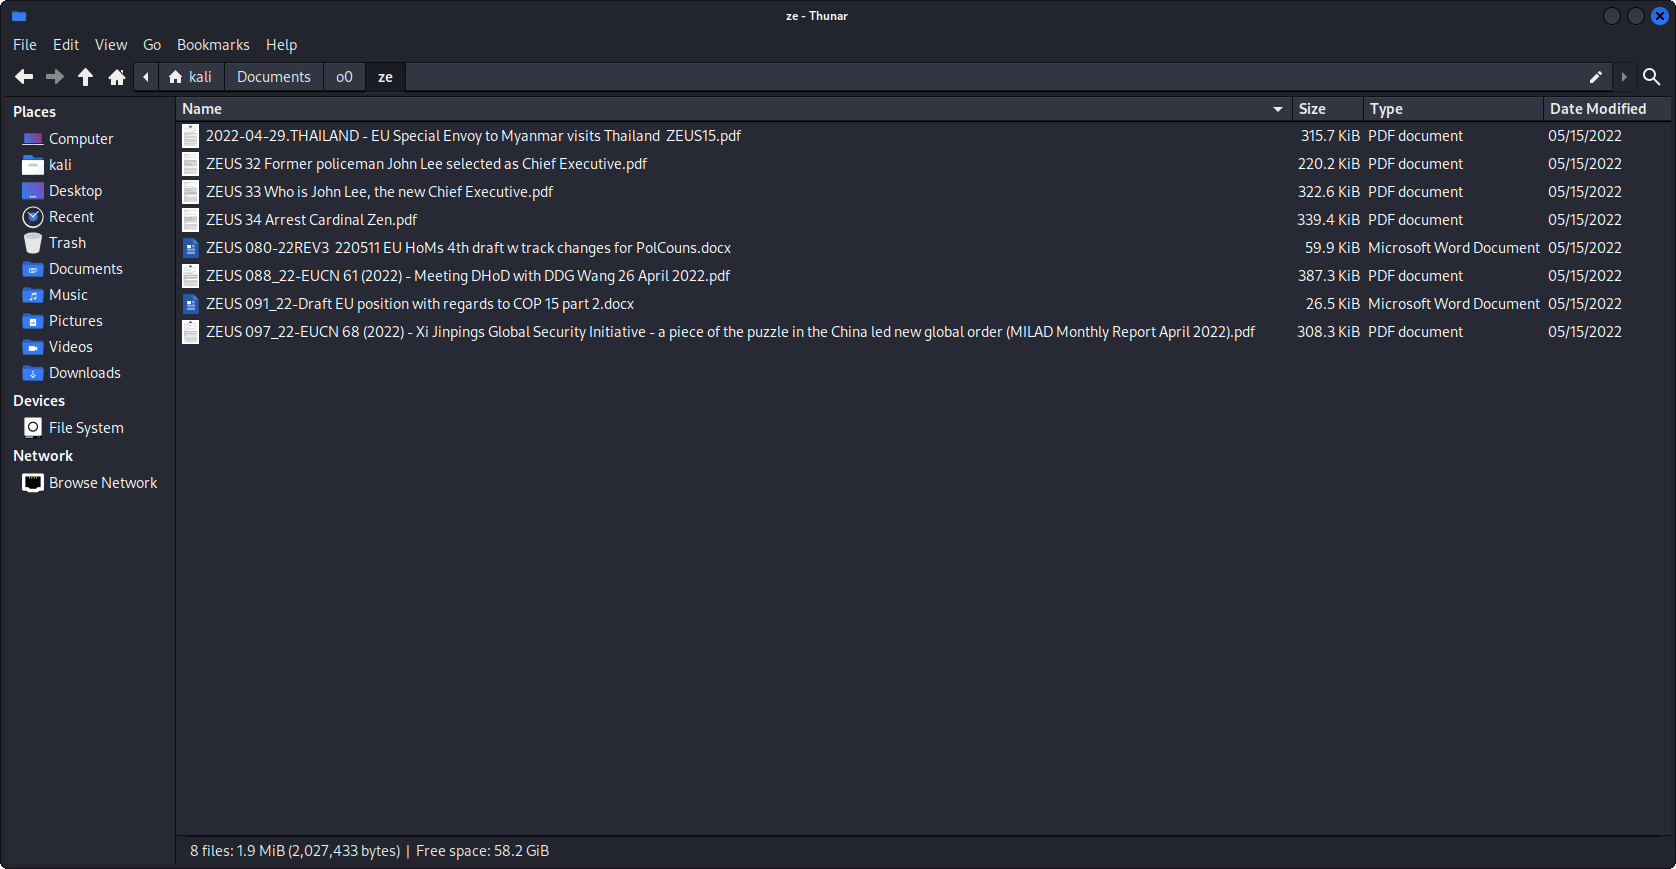 ze - Thunar
File Edit View Go Bookmarks Help
kali Documents o0 ze
Places
Computer
kali
Desktop
Recent
Trash
Documents
Music
Pictures
Videos
Downloads
Devices
File System
Network
Browse Network
Name Size Type Date Modified
2022-04-29.THAILAND - EU Special Envoy to Myanmar visits Thailand  ZEUS15.pdf 315.7 KiB PDF document 05/15/2022
ZEUS 32 Former policeman John Lee selected as Chief Executive.pdf 220.2 KiB PDF document 05/15/2022
ZEUS 33 Who is John Lee, the new Chief Executive.pdf 322.6 KiB PDF document 05/15/2022
ZEUS 34 Arrest Cardinal Zen.pdf 339.4 KiB PDF document 05/15/2022
ZEUS 080-22REV3  220511 EU HoMs 4th draft w track changes for PolCouns.docx 59.9 KiB Microsoft Word Document 05/15/2022
ZEUS 088_22-EUCN 61 (2022) - Meeting DHoD with DDG Wang 26 April 2022.pdf 387.3 KiB PDF document 05/15/2022
ZEUS 091_22-Draft EU position with regards to COP 15 part 2.docx 26.5 KiB Microsoft Word Document 05/15/2022
ZEUS 097_22-EUCN 68 (2022) - Xi Jinpings Global Security Initiative - a piece of the puzzle in the China led new global order (MILAD Monthly Report April 2022).pdf 308.3 KiB PDF document 05/15/2022
8 files: 1.9 MiB (2,027,433 bytes) | Free space: 58.2 GiB